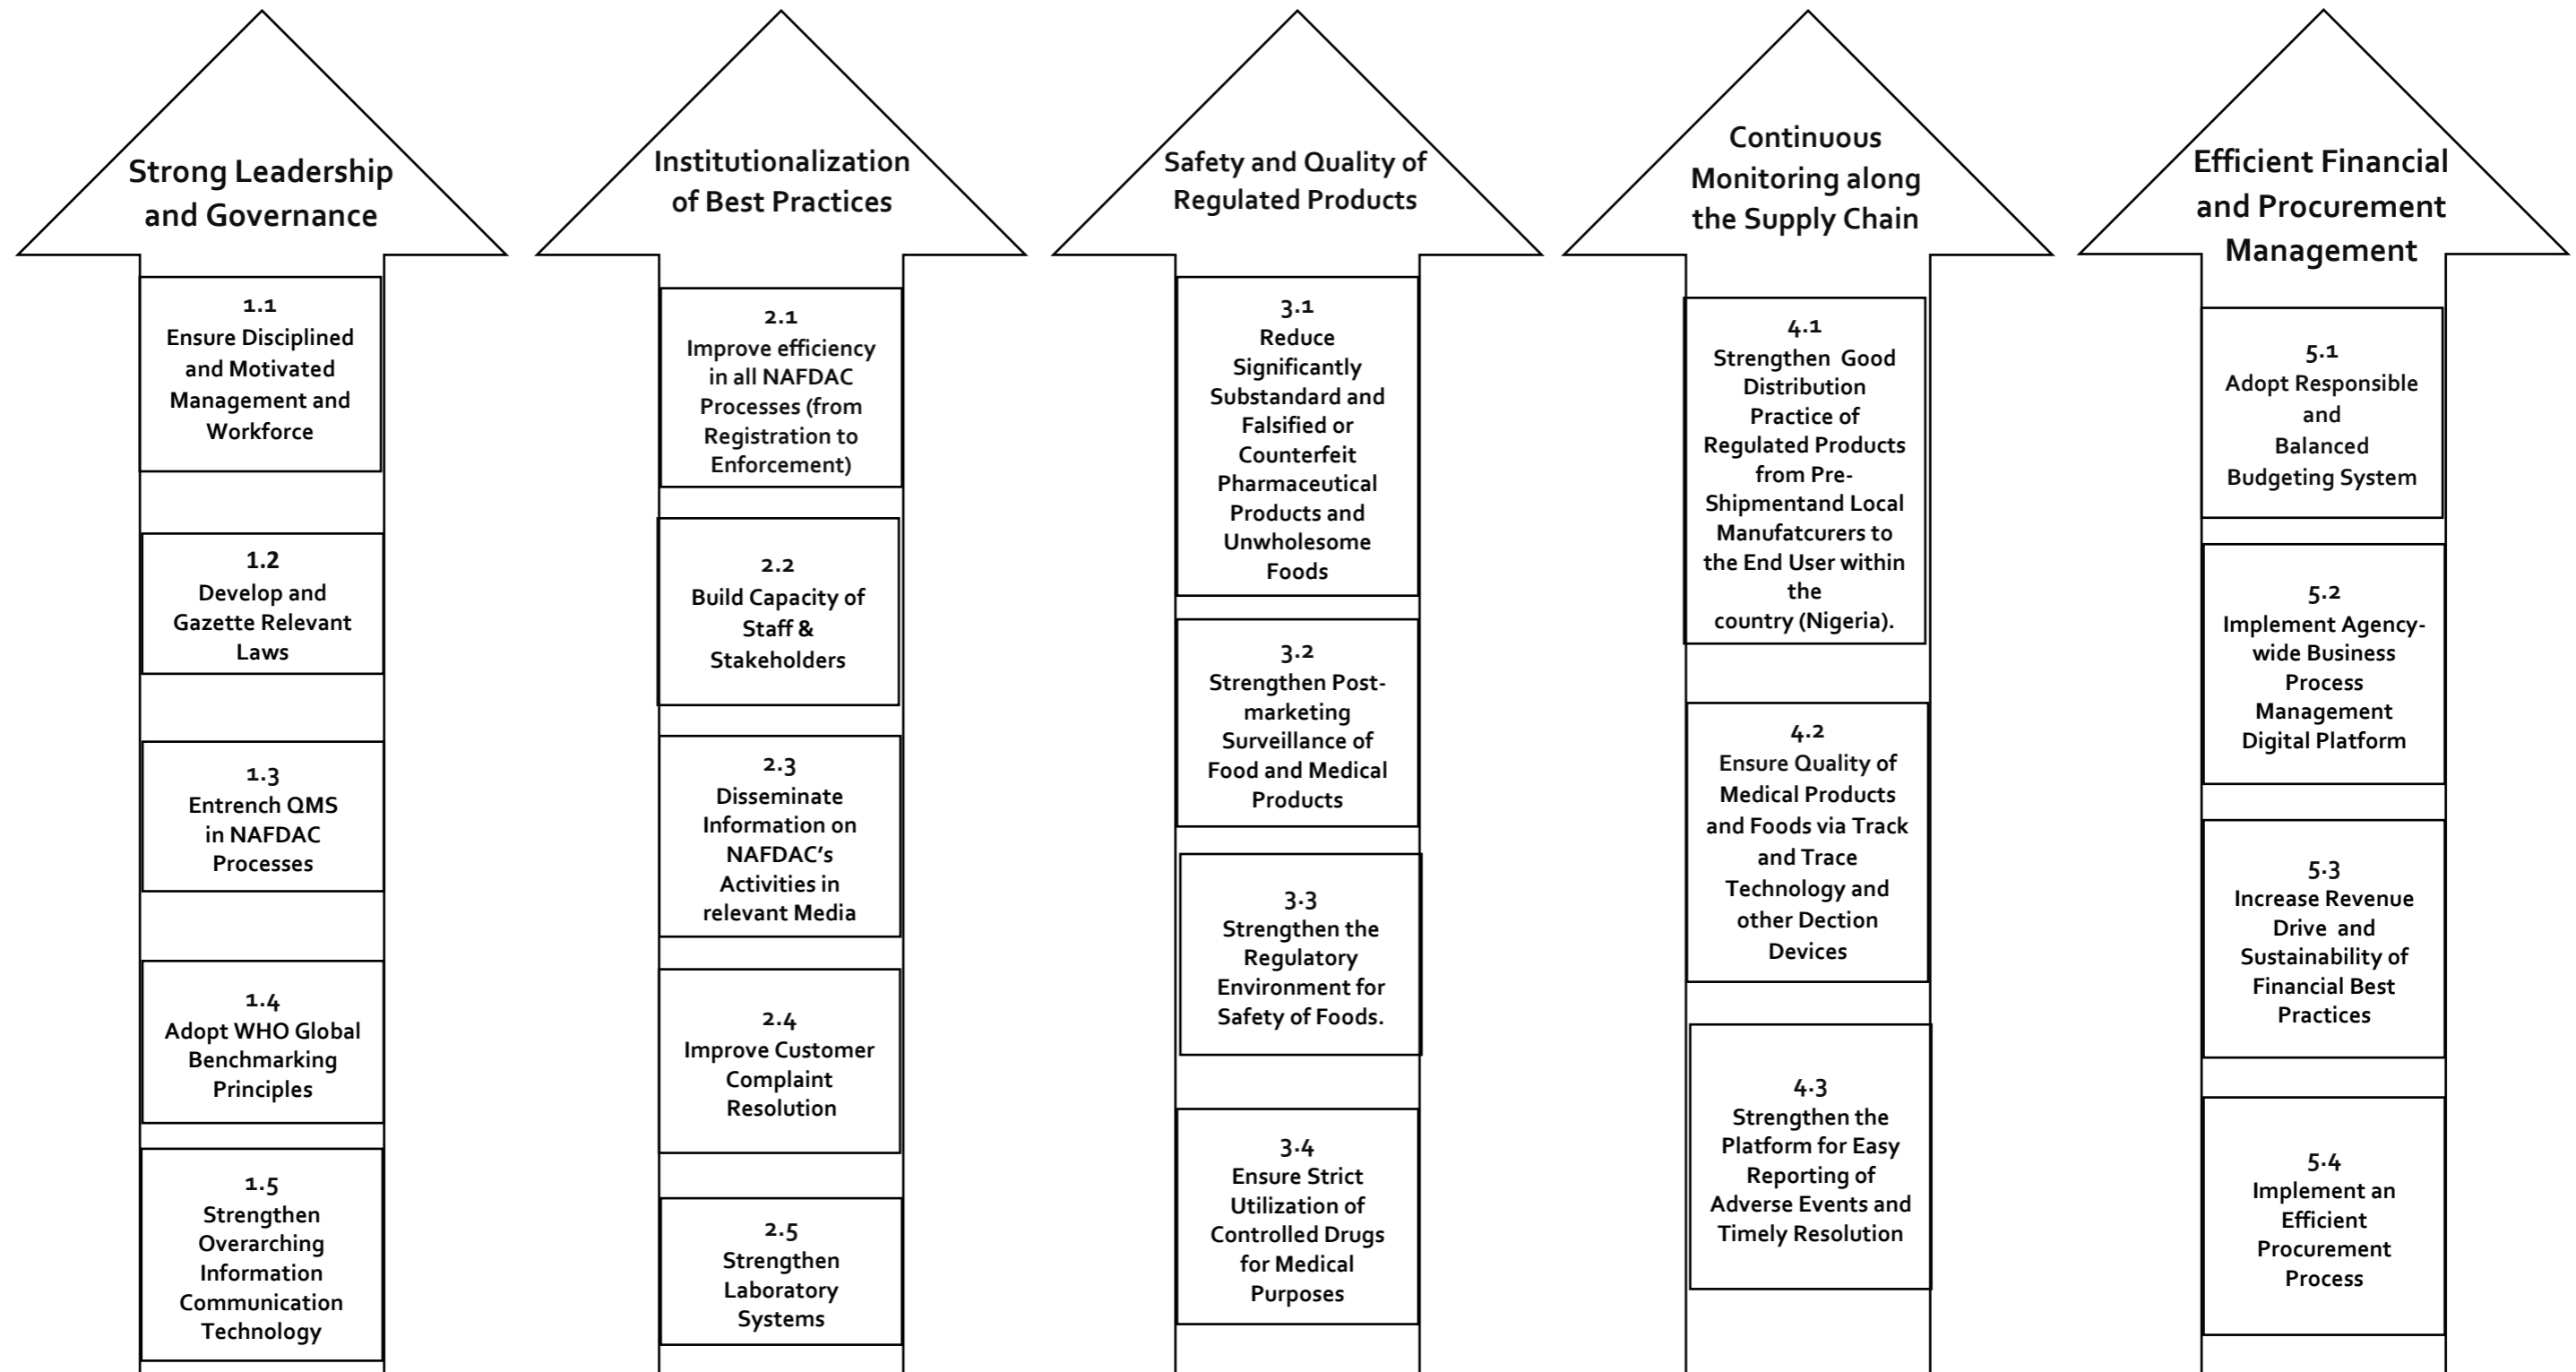 Strong Leadership
and Governance
1.1
Ensure Disciplined
and Motivated
Management and
Workforce
1.2
Develop and
Gazette Relevant
Laws
1.3
Entrench QMS
in NAFDAC
Processes
1.4
Adopt WHO Global
Benchmarking
Principles
1.5
Strengthen
Overarching
Information
Communication
Technology
Institutionalization
of Best Practices
2.1
Improve efficiency
in all NAFDAC
Processes (from
Registration to
Enforcement)
2.2
Build Capacity of
Staff &
Stakeholders
2.3
Disseminate
Information on
NAFDAC’s
Activities in
relevant Media
2.4
Improve Customer
Complaint
Resolution
2.5
Strengthen
Laboratory
Systems
Safety and Quality of
Regulated Products
3.1
Reduce
Significantly
Substandard and
Falsified or
Counterfeit
Pharmaceutical
Products and
Unwholesome
Foods
3.2
Strengthen Post-
marketing
Surveillance of
Food and Medical
Products
3.3
Strengthen the
Regulatory
Environment for
Safety of Foods.
3.4
Ensure Strict
Utilization of
Controlled Drugs
for Medical
Purposes
Continuous
Monitoring along
the Supply Chain
4.1
Strengthen Good
Distribution
Practice of
Regulated Products
from Pre-
Shipmentand Local
Manufatcurers to
the End User within
the
country (Nigeria).
4.2
Ensure Quality of
Medical Products
and Foods via Track
and Trace
Technology and
other Dection
Devices
4.3
Strengthen the
Platform for Easy
Reporting of
Adverse Events and
Timely Resolution
Efficient Financial
and Procurement
Management
5.1
Adopt Responsible
and
Balanced
Budgeting System
5.2
Implement Agency-
wide Business
Process
Management
Digital Platform
5.3
Increase Revenue
Drive and
Sustainability of
Financial Best
Practices
5.4
Implement an
Efficient
Procurement
Process